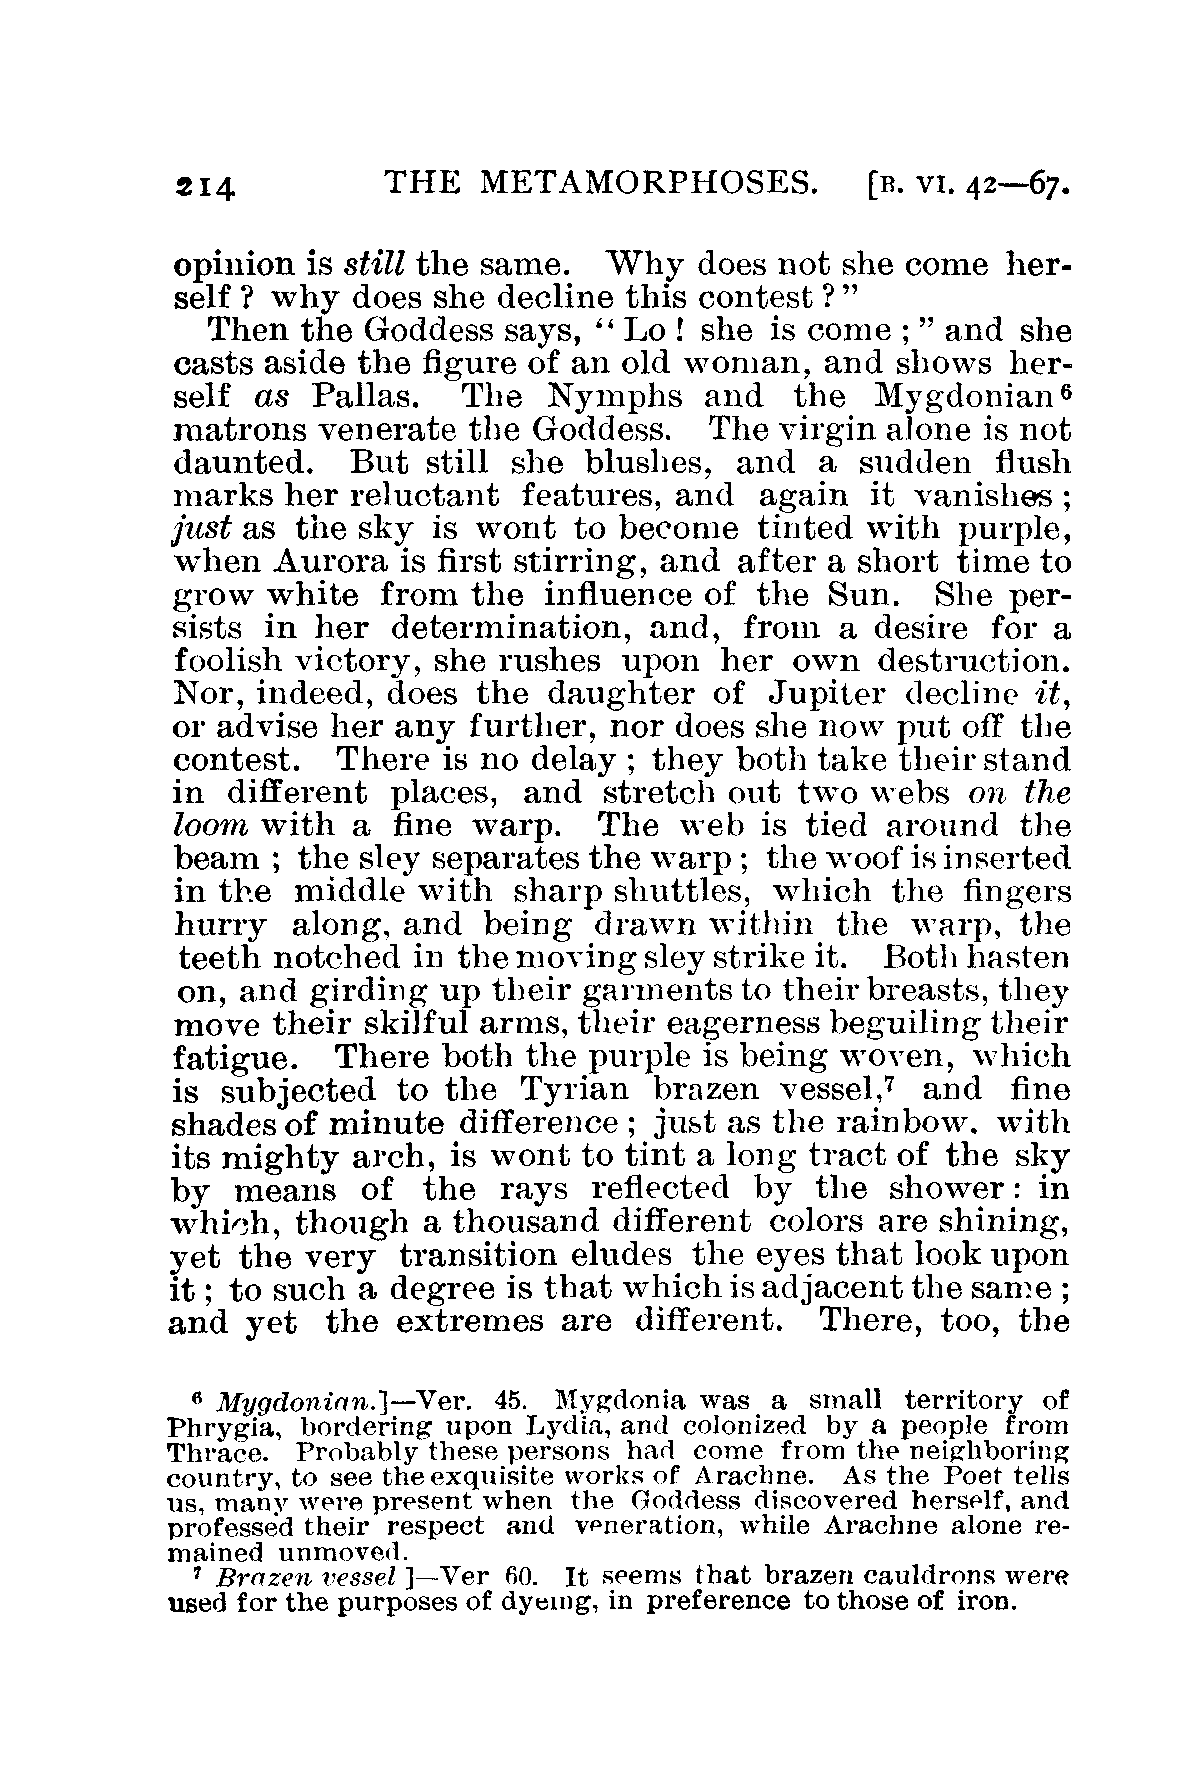 214 THE METAMORPHOSES. [B. VI. 42—67.
opinion is still the same. Why does not she come her-
self ? why does she decline this contest ? ”
Then the Goddess says, “ Lo ! she is come ; ” and she
casts aside the figure of an old woman, and shows her-
self as Pallas. The Nymphs and the Mygdonian⁶
matrons venerate the Goddess. The virgin alone is not
daunted. But still she blushes, and a sudden flush
marks her reluctant features, and again it vanishes ;
just as the sky is wont to become tinted with purple,
when Aurora is first stirring, and after a short time to
grow white from the influence of the Sun. She per-
sists in her determination, and, from a desire for a
foolish victory, she rushes upon her own destruction.
Nor, indeed, does the daughter of Jupiter decline it,
or advise her any further, nor does she now put off the
contest. There is no delay ; they both take their stand
in different places, and stretch out two webs on the
loom with a fine warp. The web is tied around the
beam ; the sley separates the warp ; the woof is inserted
in the middle with sharp shuttles, which the fingers
hurry along, and being drawn within the warp, the
teeth notched in the moving sley strike it. Both hasten
on, and girding up their garments to their breasts, they
move their skilful arms, their eagerness beguiling their
fatigue. There both the purple is being woven, which
is subjected to the Tyrian brazen vessel,⁷ and fine
shades of minute difference ; just as the rainbow. with
its mighty arch, is wont to tint a long tract of the sky
by means of the rays reflected by the shower : in
which, though a thousand different colors are shining,
yet the very transition eludes the eyes that look upon
it ; to such a degree is that which is adjacent the same ;
and yet the extremes are different. There, too, the
⁶ Mygdonian.]—Ver. 45. Mygdonia was a small territory of
Phrygia, bordering upon Lydia, and colonized by a people from
Thrace. Probably these persons had come from the neighboring
country, to see the exquisite works of Arachne. As the Poet tells
us, many were present when the Goddess discovered herself, and
professed their respect and veneration, while Arachne alone re-
mained unmoved.
⁷ Brazen vessel ]—Ver 60. It seems that brazen cauldrons were
used for the purposes of dyeing, in preference to those of iron.